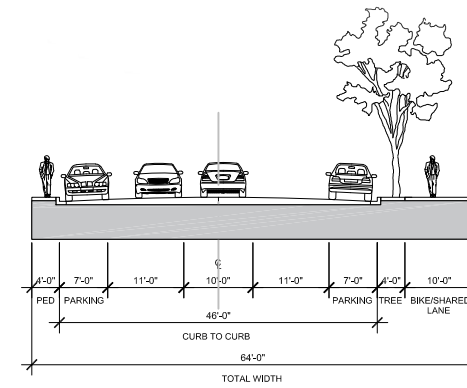 ℄
4'-0" 7'-0" 11'-0" 10'-0" 11'-0" 7'-0" 4'-0" 10'-0"
PED PARKING PARKING TREE BIKE/SHARED
LANE
46'-0"
CURB TO CURB
64'-0"
TOTAL WIDTH